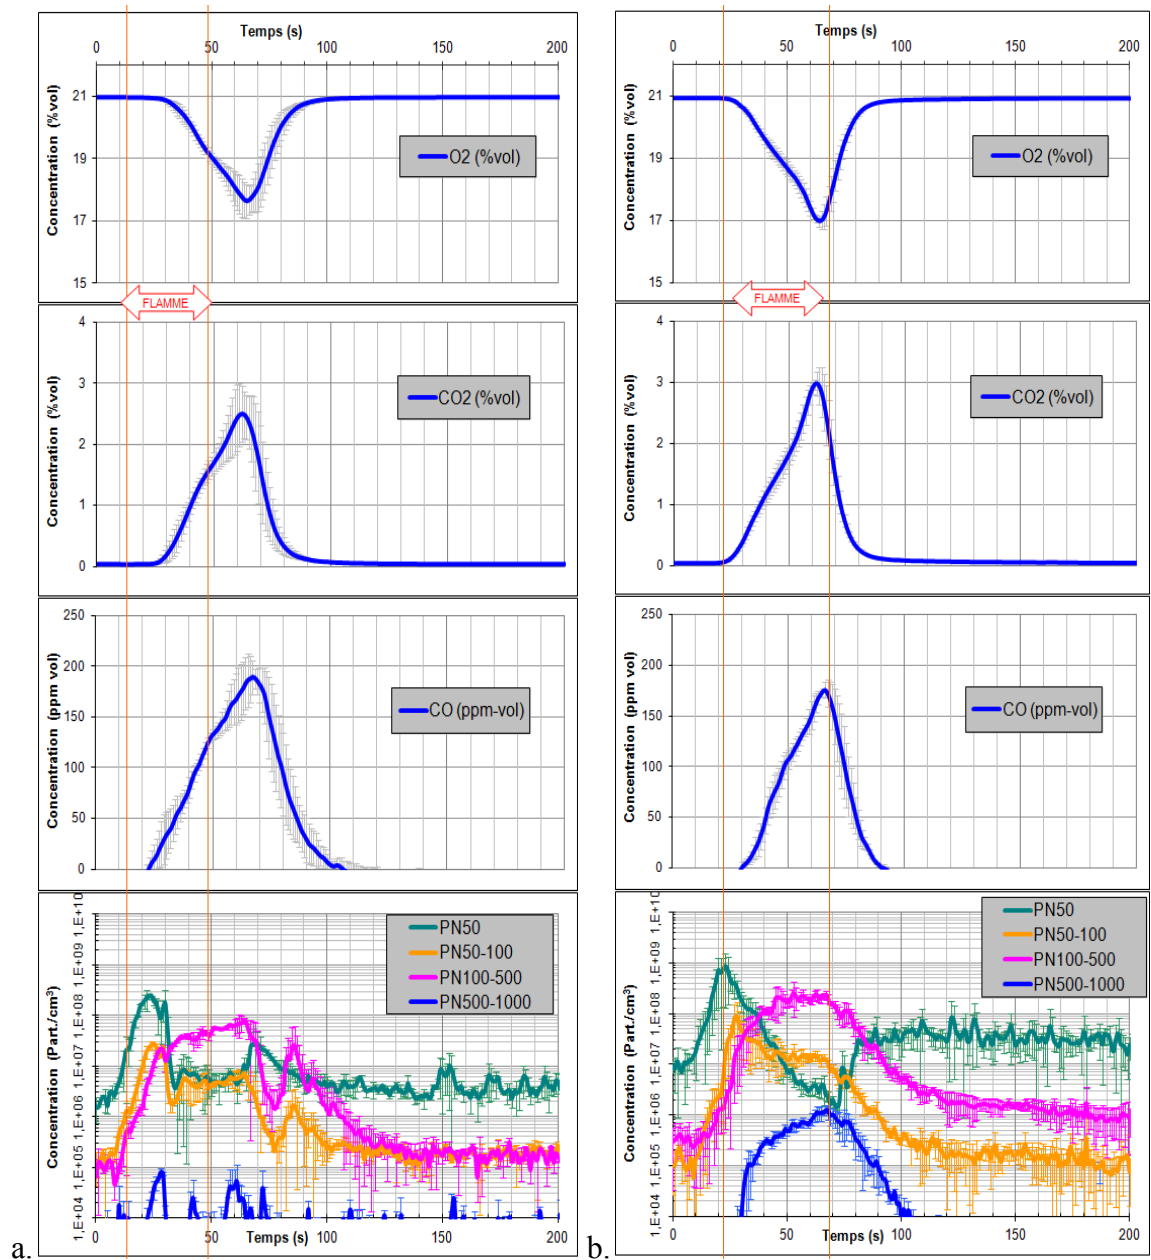 Temps (s)
0 50 100 150 200
Concentration (%vol)
21
19
17
15
O2 (%vol)
FLAMME
Concentration (%vol)
4
3
2
1
0
CO2 (%vol)
Concentration (ppm vol)
250
200
150
100
50
0
CO (ppm-vol)
Concentration (Part./cm³)
1,E+10
1,E+09
1,E+08
1,E+07
1,E+06
1,E+05
1,E+04
PN50
PN50-100
PN100-500
PN500-1000
0 50 100 150 200
Temps (s)
a.
Temps (s)
0 50 100 150 200
Concentration (%vol)
21
19
17
15
O2 (%vol)
FLAMME
Concentration (%vol)
4
3
2
1
0
CO2 (%vol)
Concentration (ppm vol)
250
200
150
100
50
0
CO (ppm-vol)
Concentration (Part./cm³)
1,E+10
1,E+09
1,E+08
1,E+07
1,E+06
1,E+05
1,E+04
PN50
PN50-100
PN100-500
PN500-1000
0 50 100 150 200
Temps (s)
b.